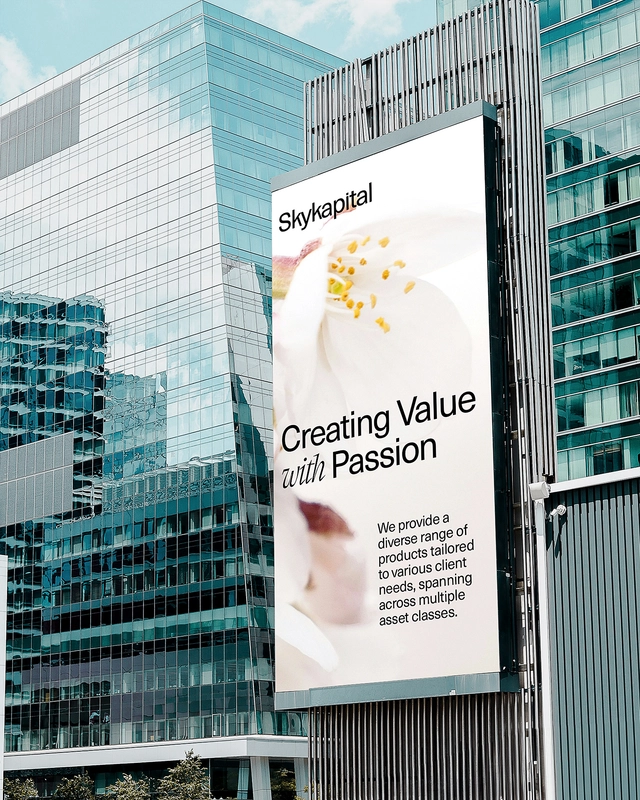 Skykapital
Creating Value
with Passion
We provide a
diverse range of
products tailored
to various client
needs, spanning
across multiple
asset classes.